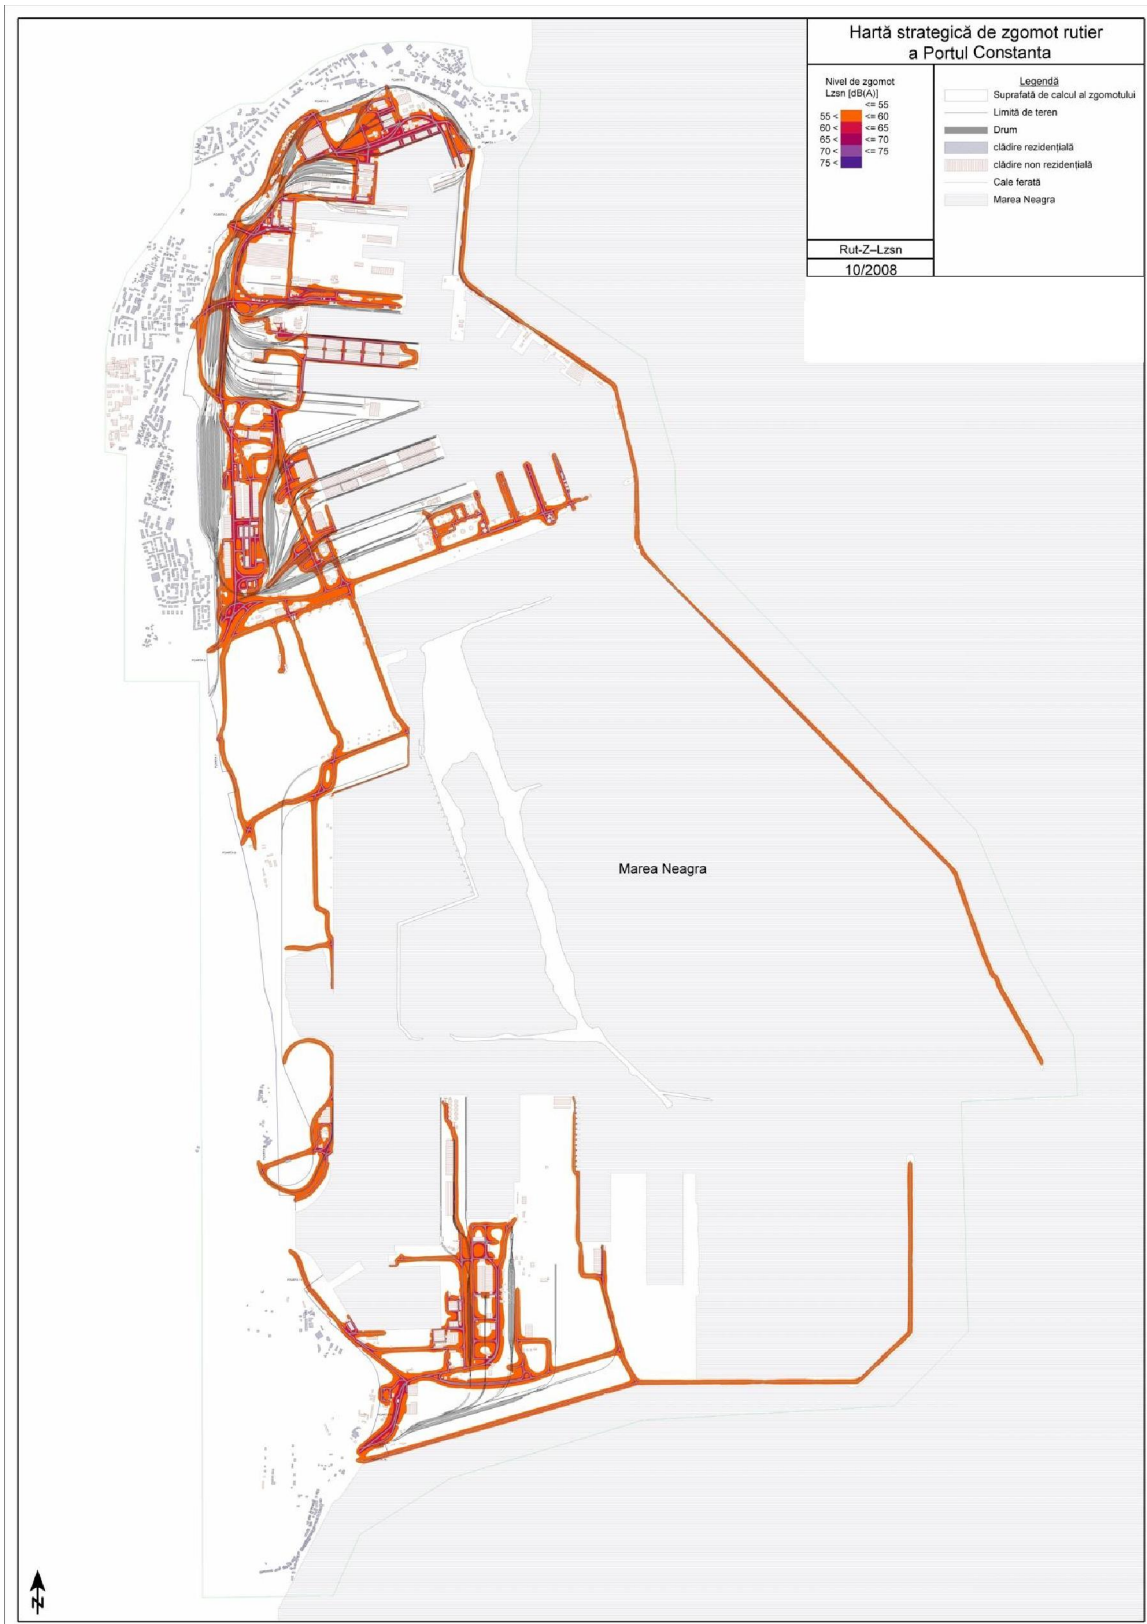 Hartă strategică de zgomot rutier
a Portul Constanta
Nivel de zgomot
Lzsn [dB(A)]
<= 55
55 < <= 60
60 < <= 65
65 < <= 70
70 < <= 75
75 <
Legendă
Suprafată de calcul al zgomotului
Limită de teren
Drum
clădire rezidențială
clădire non rezidențială
Cale ferată
Marea Neagra
Rut-Z–Lzsn
10/2008
Marea Neagra
N